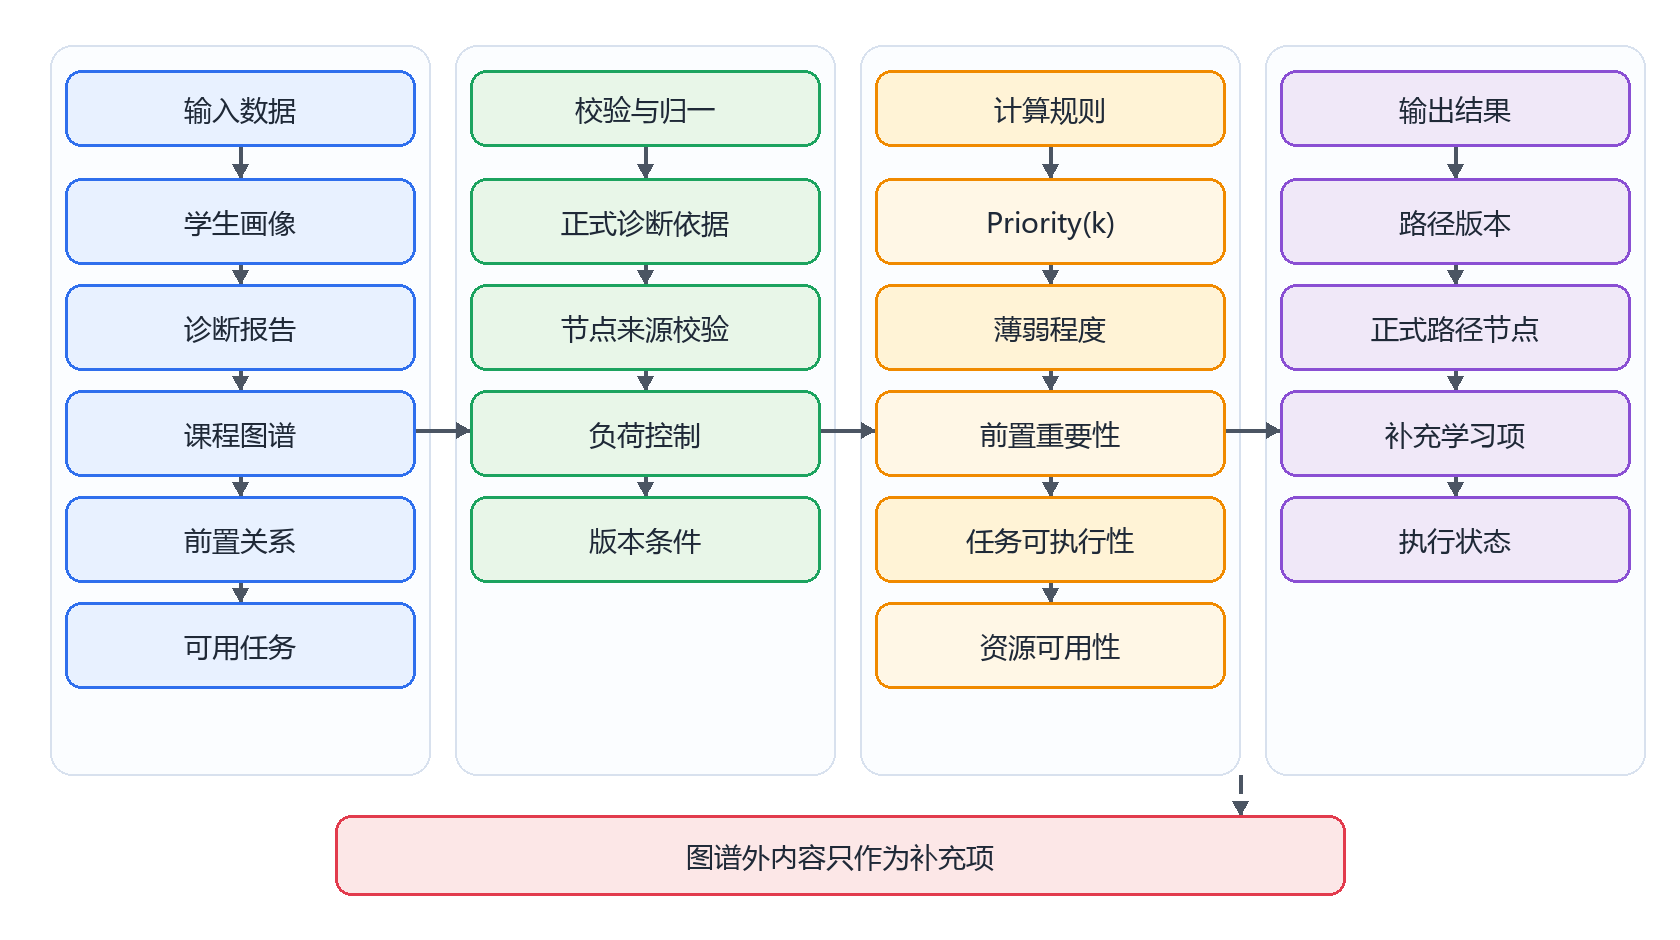 输入数据
学生画像
诊断报告
课程图谱
前置关系
可用任务
校验与归一
正式诊断依据
节点来源校验
负荷控制
版本条件
计算规则
Priority(k)
薄弱程度
前置重要性
任务可执行性
资源可用性
输出结果
路径版本
正式路径节点
补充学习项
执行状态
图谱外内容只作为补充项